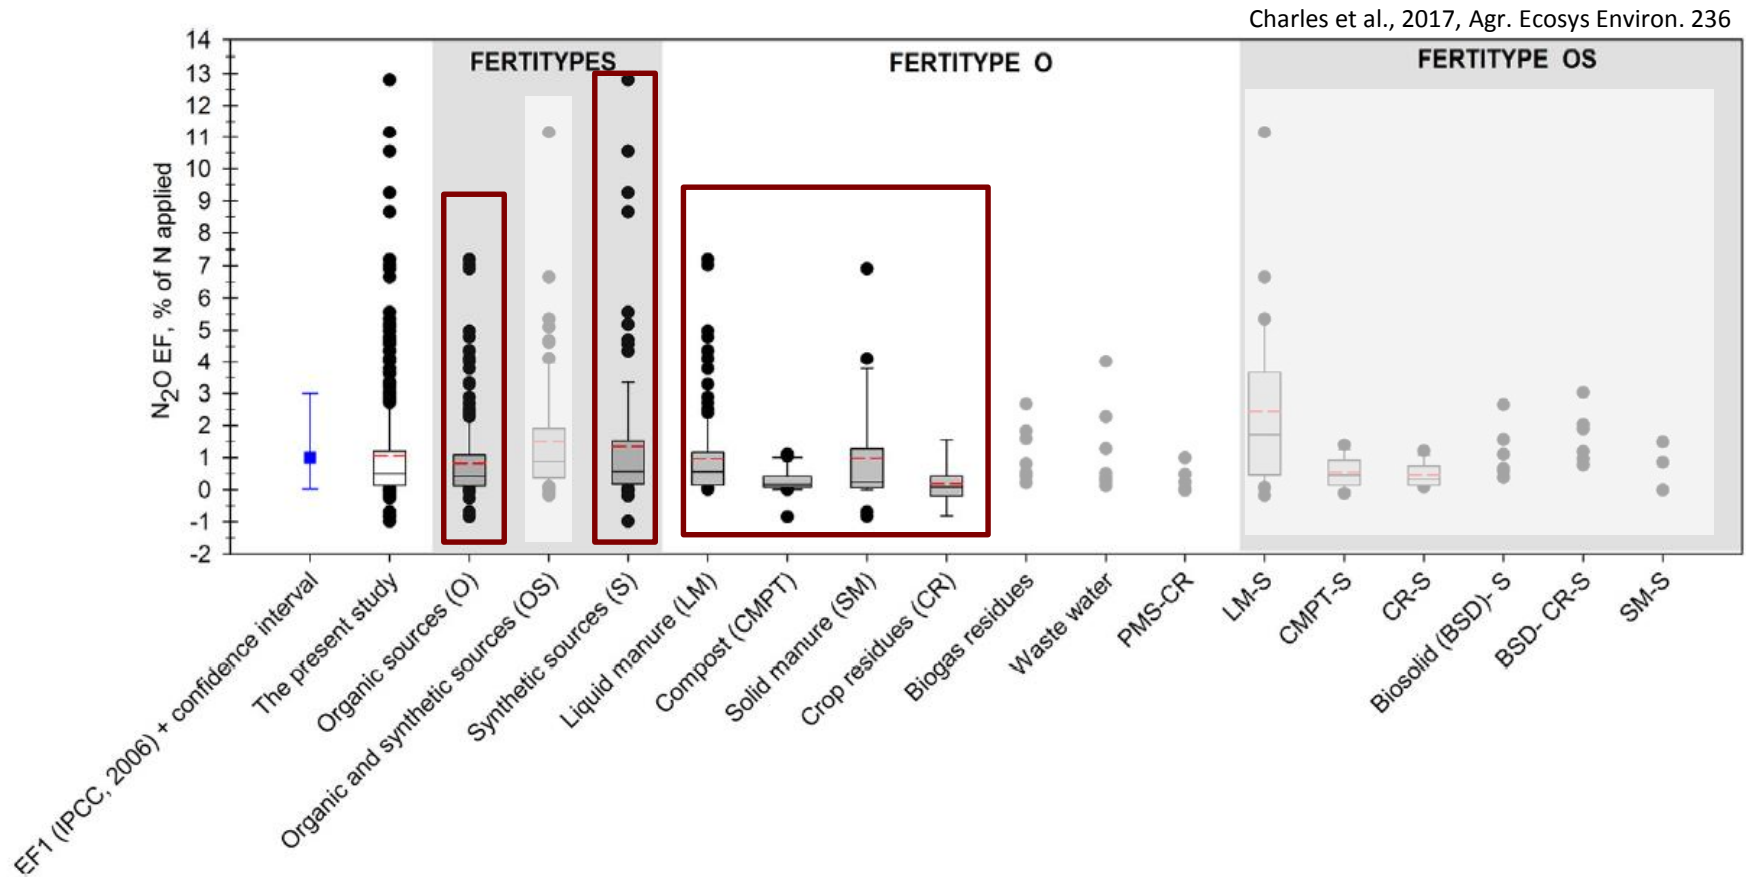 Charles et al., 2017, Agr. Ecosys Environ. 236
FERTITYPES
FERTITYPE O
FERTITYPE OS
N2O EF, % of N applied
14
13
12
11
10
9
8
7
6
5
4
3
2
1
0
-1
-2
EF1 (IPCC, 2006) + confidence interval
The present study
Organic sources (O)
Organic and synthetic sources (OS)
Synthetic sources (S)
Liquid manure (LM)
Compost (CMPT)
Solid manure (SM)
Crop residues (CR)
Biogas residues
Waste water
PMS-CR
LM-S
CMPT-S
CR-S
Biosolid (BSD)- S
BSD- CR-S
SM-S